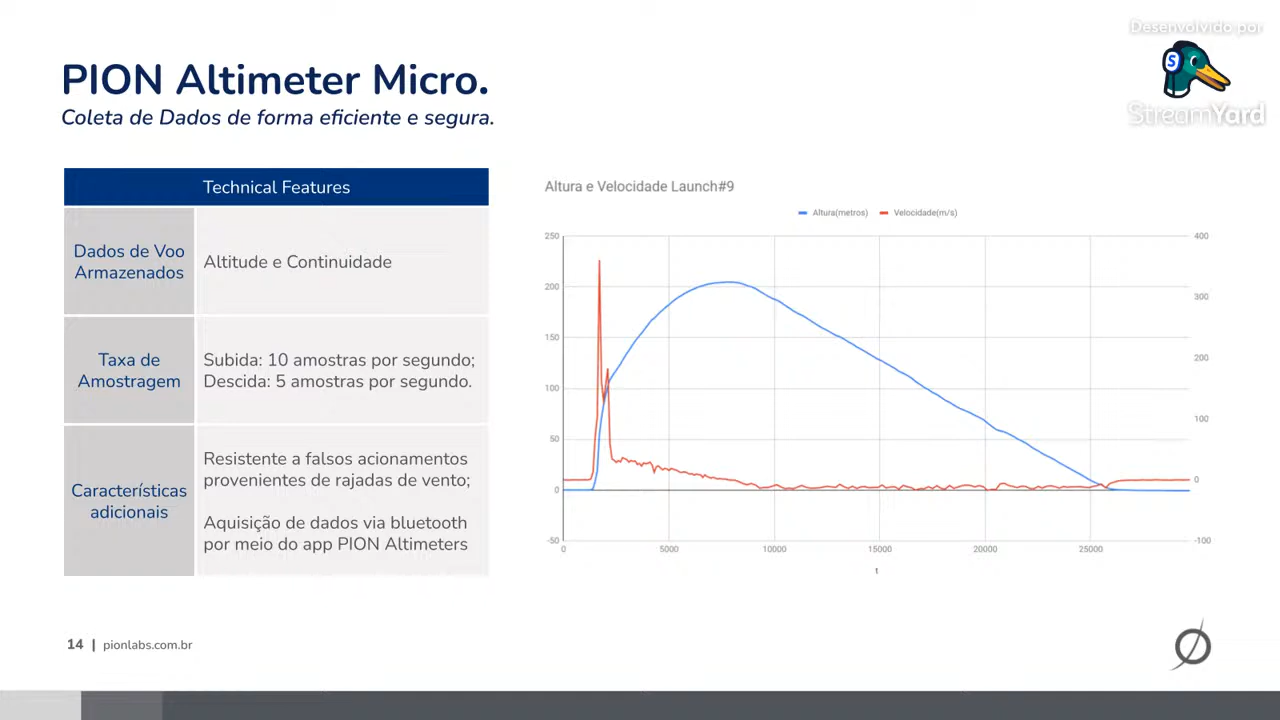 Desenvolvido por
S
StreamYard
PION Altimeter Micro.
Coleta de Dados de forma eficiente e segura.
Technical Features
Dados de Voo
Armazenados
Altitude e Continuidade
Taxa de
Amostragem
Subida: 10 amostras por segundo;
Descida: 5 amostras por segundo.
Características
adicionais
Resistente a falsos acionamentos
provenientes de rajadas de vento;
Aquisição de dados via bluetooth
por meio do app PION Altimeters
Altura e Velocidade Launch#9
Altura(metros) Velocidade(m/s)
250 400
200 300
150 200
100 100
50 0
0
-50 -100
0 5000 10000 15000 20000 25000
t
14 | pionlabs.com.br